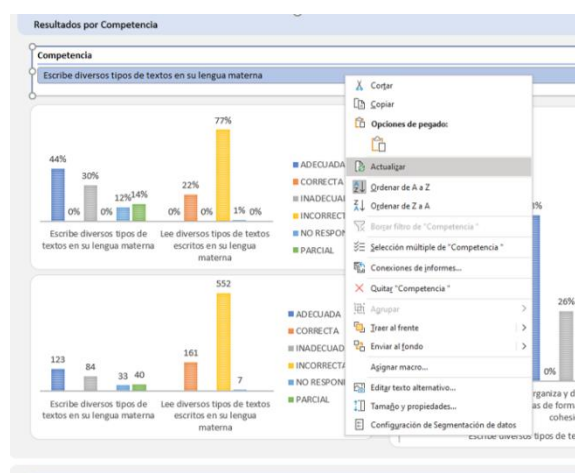 Resultados por Competencia
Competencia
Escribe diversos tipos de textos en su lengua materna
77%
44%
30%
22%
12%
14%
0%
0%
0%
0%
1%
0%
Escribe diversos tipos de
textos en su lengua materna
Lee diversos tipos de textos
escritos en su lengua
materna
ADECUADA
CORRECTA
INADECUAD
INCORRECT
NO RESPON
PARCIAL
552
161
123
84
33
40
7
Escribe diversos tipos de
textos en su lengua materna
Lee diversos tipos de textos
escritos en su lengua
materna
ADECUADA
CORRECTA
INADECUAD
INCORRECTA
NO RESPOND
PARCIAL
Cortar
Copiar
Opciones de pegado:
Actualizar
Ordenar de A a Z
Ordenar de Z a A
Borrar filtro de "Competencia "
Selección múltiple de "Competencia "
Conexiones de informes...
Quitar "Competencia "
Agrupar
Traer al frente
Enviar al fondo
Asignar macro...
Editar texto alternativo...
Tamaño y propiedades...
Configuración de Segmentación de datos
26%
0%
rganiza y d
as de form
cohesi
Escribe diversos tipos de te